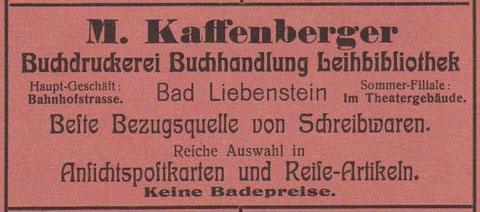 M. Kaffenberger
Buchdruckerei Buchhandlung Leihbibliothek
Haupt-Geschäft:
Bahnhofstrasse.
Bad Liebenstein
Sommer-Filiale:
Im Theatergebäude.
Beſte Bezugsquelle von Schreibwaren.
Reiche Auswahl in
Anſichtspoſtkarten und Reiſe-Artikeln.
Keine Badepreise.